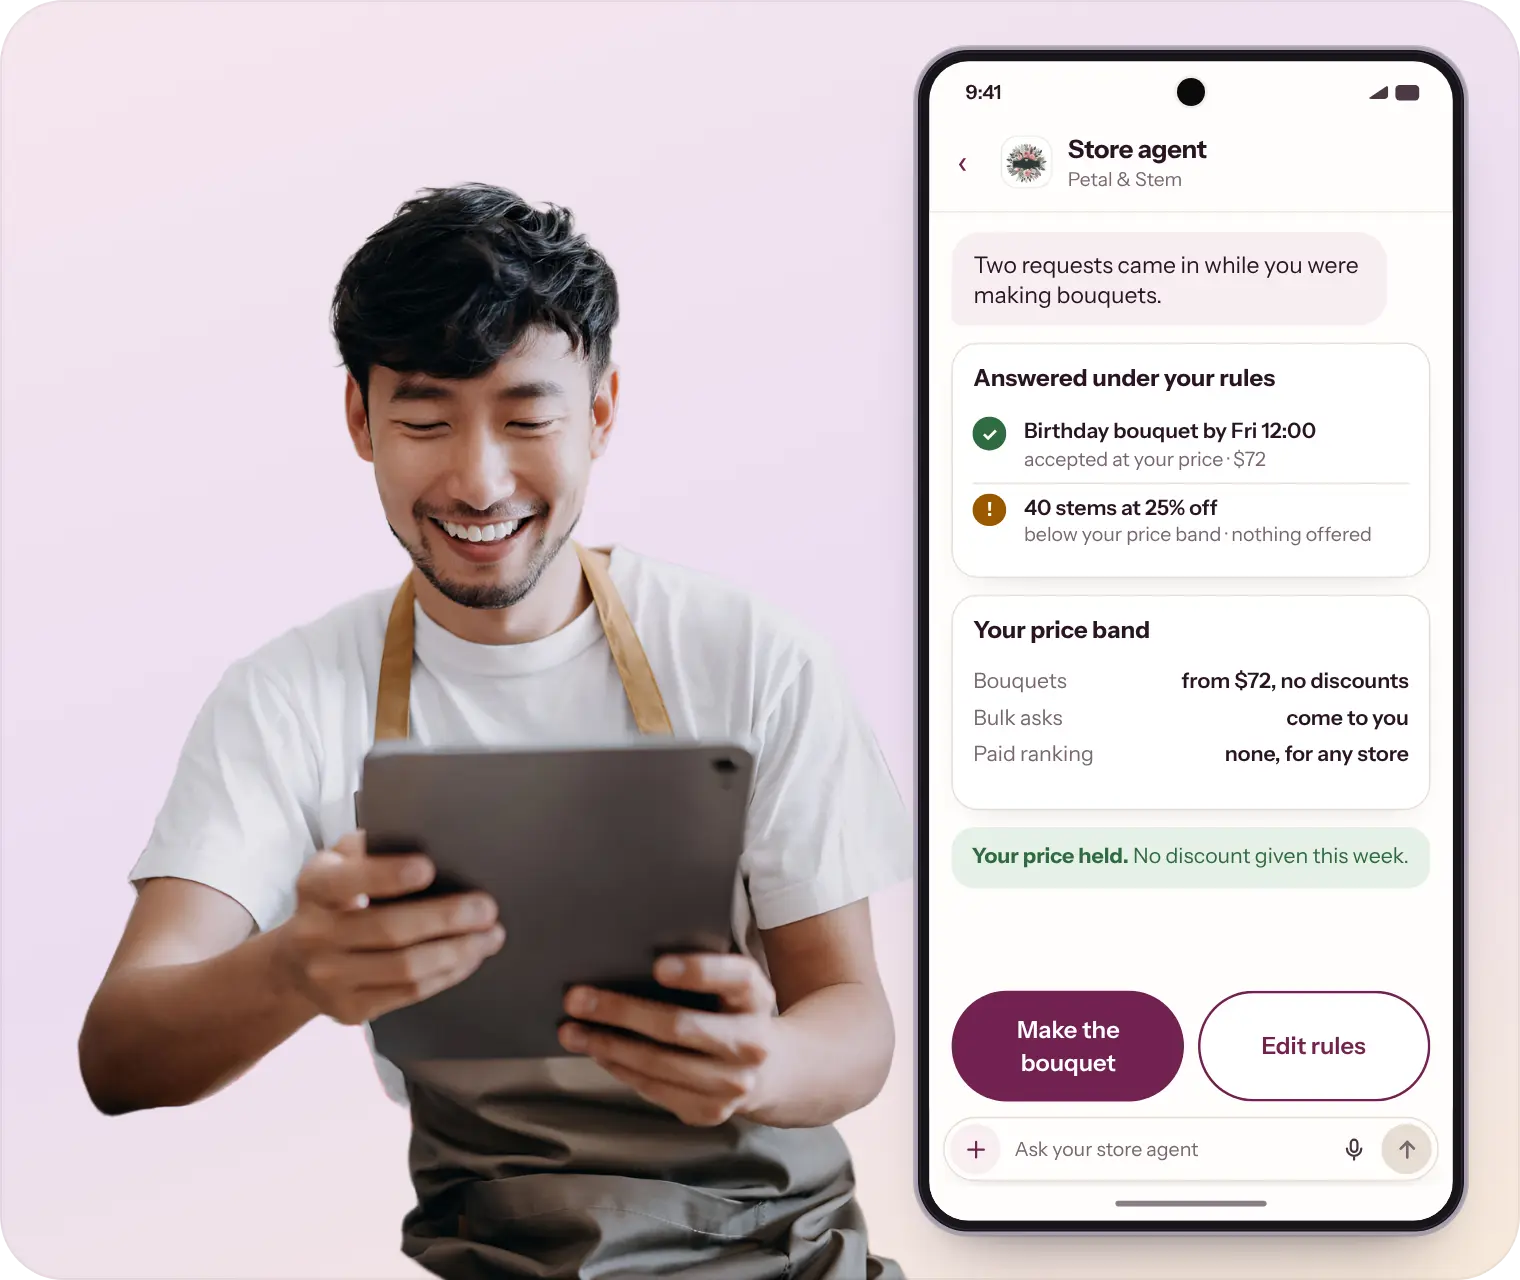 9:41
Store agent
Petal & Stem
Two requests came in while you were
making bouquets.
Answered under your rules
Birthday bouquet by Fri 12:00
accepted at your price · $72
!
40 stems at 25% off
below your price band · nothing offered
Your price band
Bouquets from $72, no discounts
Bulk asks come to you
Paid ranking none, for any store
Your price held. No discount given this week.
Make the
bouquet
Edit rules
Ask your store agent